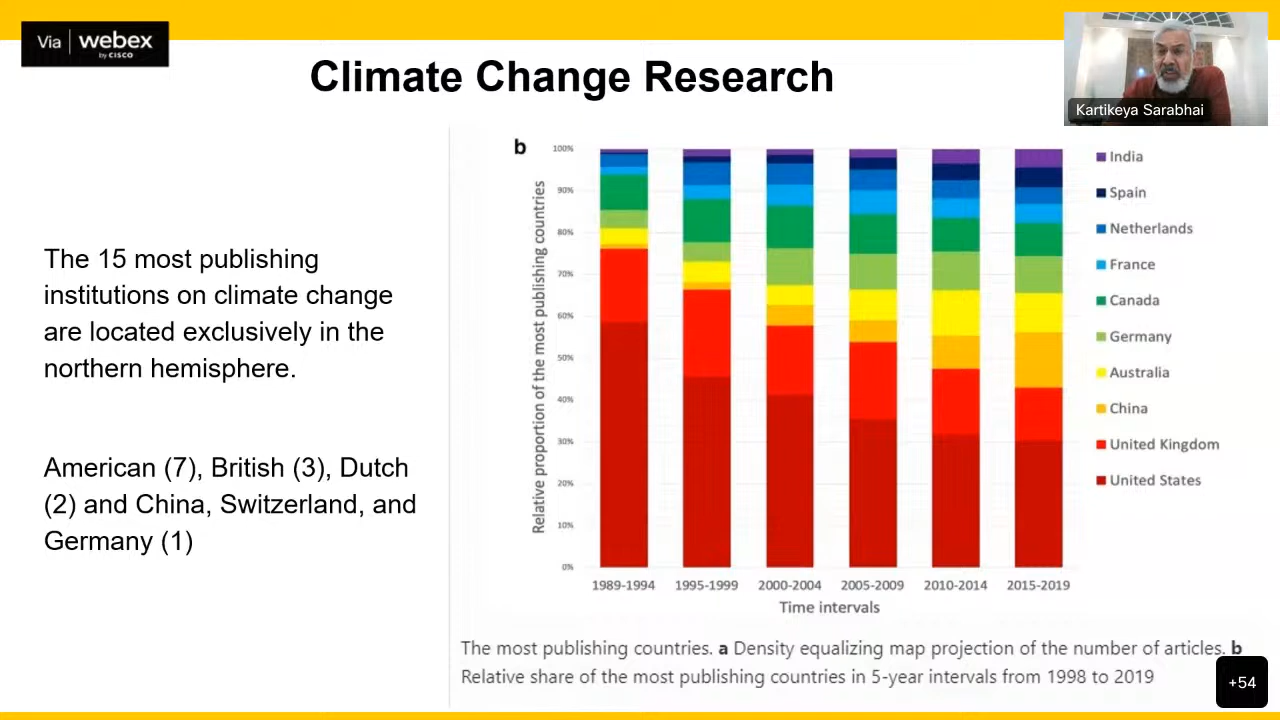 Via webex
by CISCO
Climate Change Research
Kartikeya Sarabhai
The 15 most publishing
institutions on climate change
are located exclusively in the
northern hemisphere.
American (7), British (3), Dutch
(2) and China, Switzerland, and
Germany (1)
b
Relative proportion of the most publishing countries
100%
90%
80%
70%
60%
50%
40%
30%
20%
10%
0%
1989-1994 1995-1999 2000-2004 2005-2009 2010-2014 2015-2019
Time intervals
India
Spain
Netherlands
France
Canada
Germany
Australia
China
United Kingdom
United States
The most publishing countries. a Density equalizing map projection of the number of articles. b
Relative share of the most publishing countries in 5-year intervals from 1998 to 2019
+54